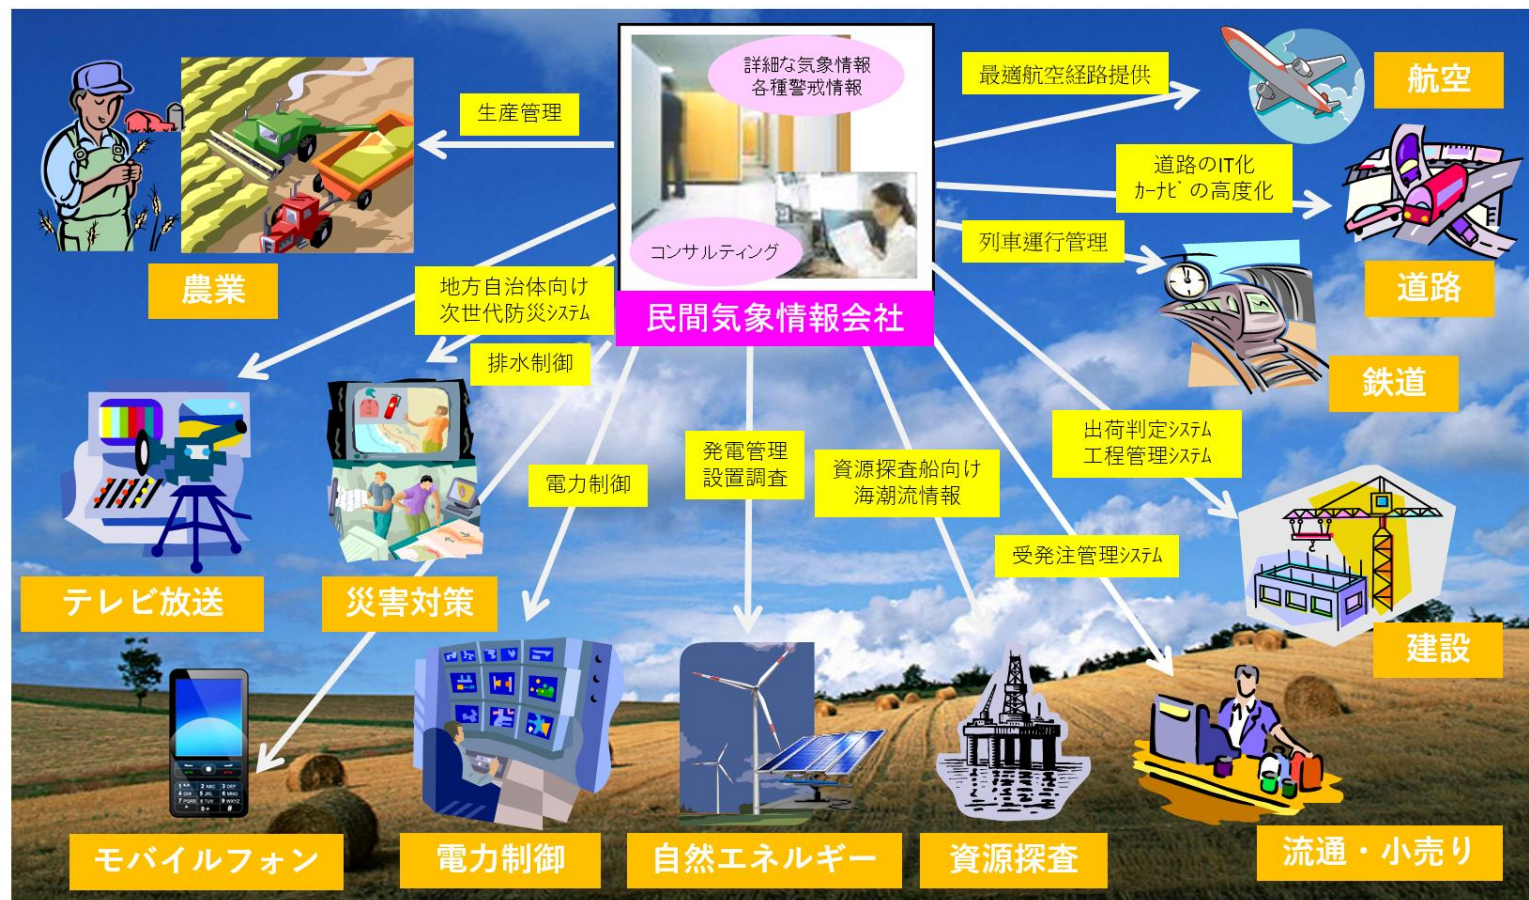 詳細な気象情報
各種警戒情報
コンサルティング
民間気象情報会社
生産管理
農業
最適航空経路提供
航空
道路のIT化
ｶｰﾅﾋﾞの高度化
道路
列車運行管理
鉄道
地方自治体向け
次世代防災ｼｽﾃﾑ
排水制御
テレビ放送
災害対策
電力制御
発電管理
設置調査
資源探査船向け
海潮流情報
出荷判定ｼｽﾃﾑ
工程管理ｼｽﾃﾑ
受発注管理ｼｽﾃﾑ
建設
モバイルフォン
電力制御
自然エネルギー
資源探査
流通・小売り